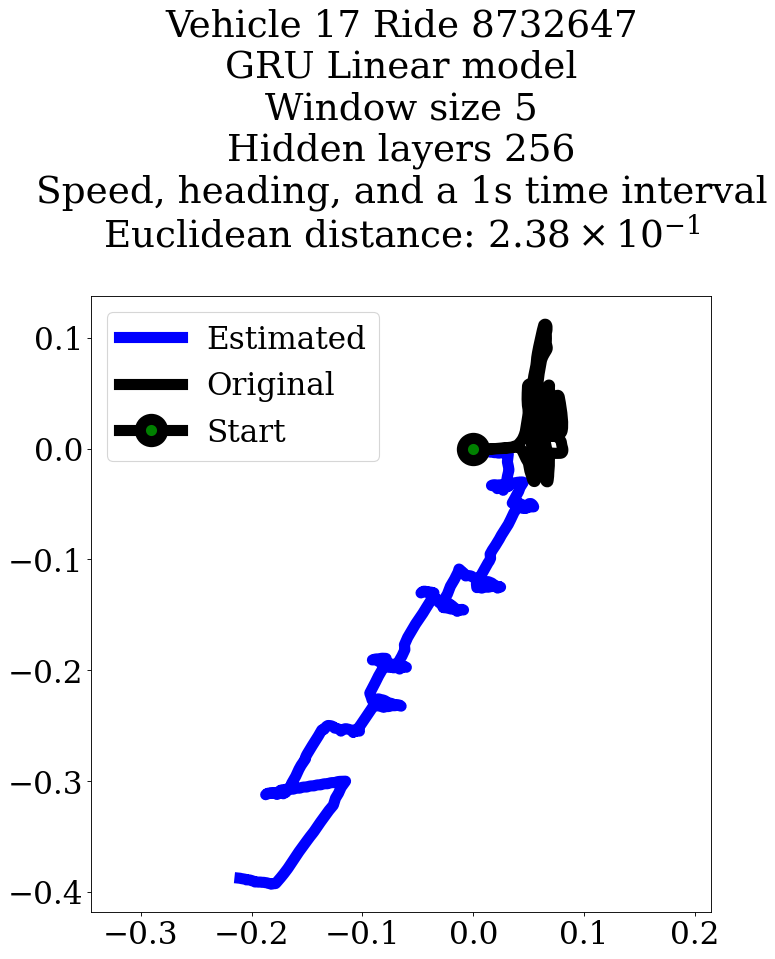 Vehicle 17 Ride 8732647
GRU Linear model
Window size 5
Hidden layers 256
Speed, heading, and a 1s time interval
Euclidean distance: 2.38 × 10⁻¹
Estimated
Original
Start
0.1
0.0
−0.1
−0.2
−0.3
−0.4
−0.3 −0.2 −0.1 0.0 0.1 0.2